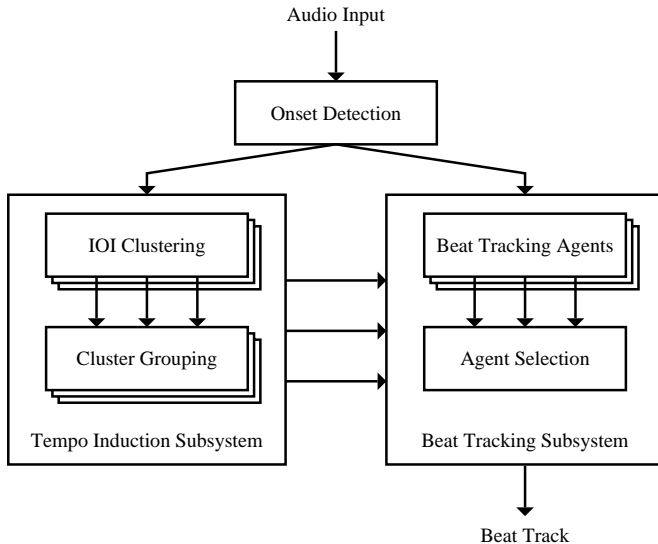 Audio Input
Onset Detection
IOI Clustering
Cluster Grouping
Tempo Induction Subsystem
Beat Tracking Agents
Agent Selection
Beat Tracking Subsystem
Beat Track